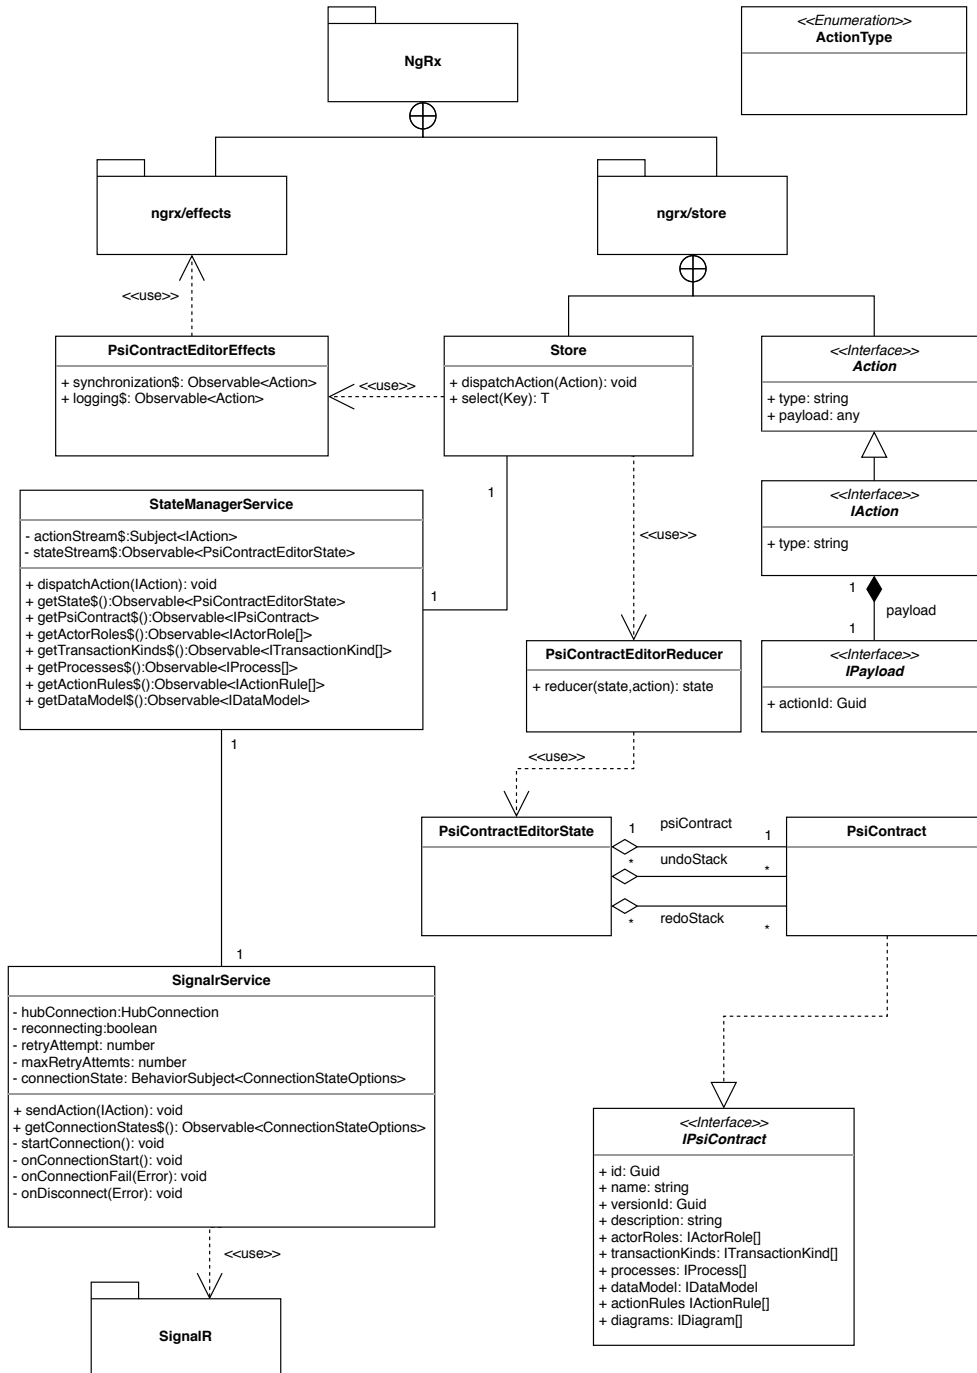 NgRx
<<Enumeration>>
ActionType
ngrx/effects
ngrx/store
<<use>>
PsiContractEditorEffects
+ synchronization$: Observable<Action>
+ logging$: Observable<Action>
<<use>>
Store
+ dispatchAction(Action): void
+ select(Key): T
<<Interface>>
Action
+ type: string
+ payload: any
1
StateManagerService
- actionStream$:Subject<IAction>
- stateStream$:Observable<PsiContractEditorState>
+ dispatchAction(IAction): void
+ getState$():Observable<PsiContractEditorState>
+ getPsiContract$():Observable<IPsiContract>
+ getActorRoles$():Observable<IActorRole[]>
+ getTransactionKinds$():Observable<ITransactionKind[]>
+ getProcesses$():Observable<IProcess[]>
+ getActionRules$():Observable<IActionRule[]>
+ getDataModel$():Observable<IDataModel>
1
<<use>>
<<Interface>>
IAction
+ type: string
1
payload
1
<<Interface>>
IPayload
+ actionId: Guid
PsiContractEditorReducer
+ reducer(state,action): state
1
<<use>>
PsiContractEditorState
1
psiContract
1
*
undoStack
*
*
redoStack
*
PsiContract
1
SignalrService
- hubConnection:HubConnection
- reconnecting:boolean
- retryAttempt: number
- maxRetryAttemts: number
- connectionState: BehaviorSubject<ConnectionStateOptions>
+ sendAction(IAction): void
+ getConnectionStates$(): Observable<ConnectionStateOptions>
- startConnection(): void
- onConnectionStart(): void
- onConnectionFail(Error): void
- onDisconnect(Error): void
<<use>>
SignalR
<<Interface>>
IPsiContract
+ id: Guid
+ name: string
+ versionId: Guid
+ description: string
+ actorRoles: IActorRole[]
+ transactionKinds: ITransactionKind[]
+ processes: IProcess[]
+ dataModel: IDataModel
+ actionRules IActionRule[]
+ diagrams: IDiagram[]